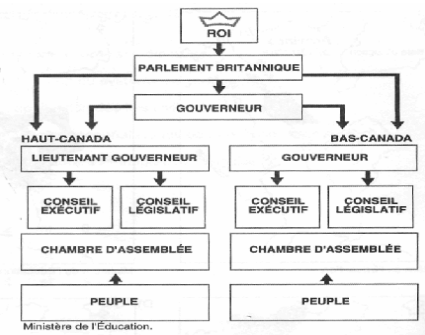 ROI
PARLEMENT BRITANNIQUE
GOUVERNEUR
HAUT-CANADA
BAS-CANADA
LIEUTENANT GOUVERNEUR
GOUVERNEUR
CONSEIL
EXÉCUTIF
CONSEIL
LÉGISLATIF
CONSEIL
EXÉCUTIF
CONSEIL
LÉGISLATIF
CHAMBRE D'ASSEMBLÉE
CHAMBRE D'ASSEMBLÉE
PEUPLE
PEUPLE
Ministère de l'Éducation.